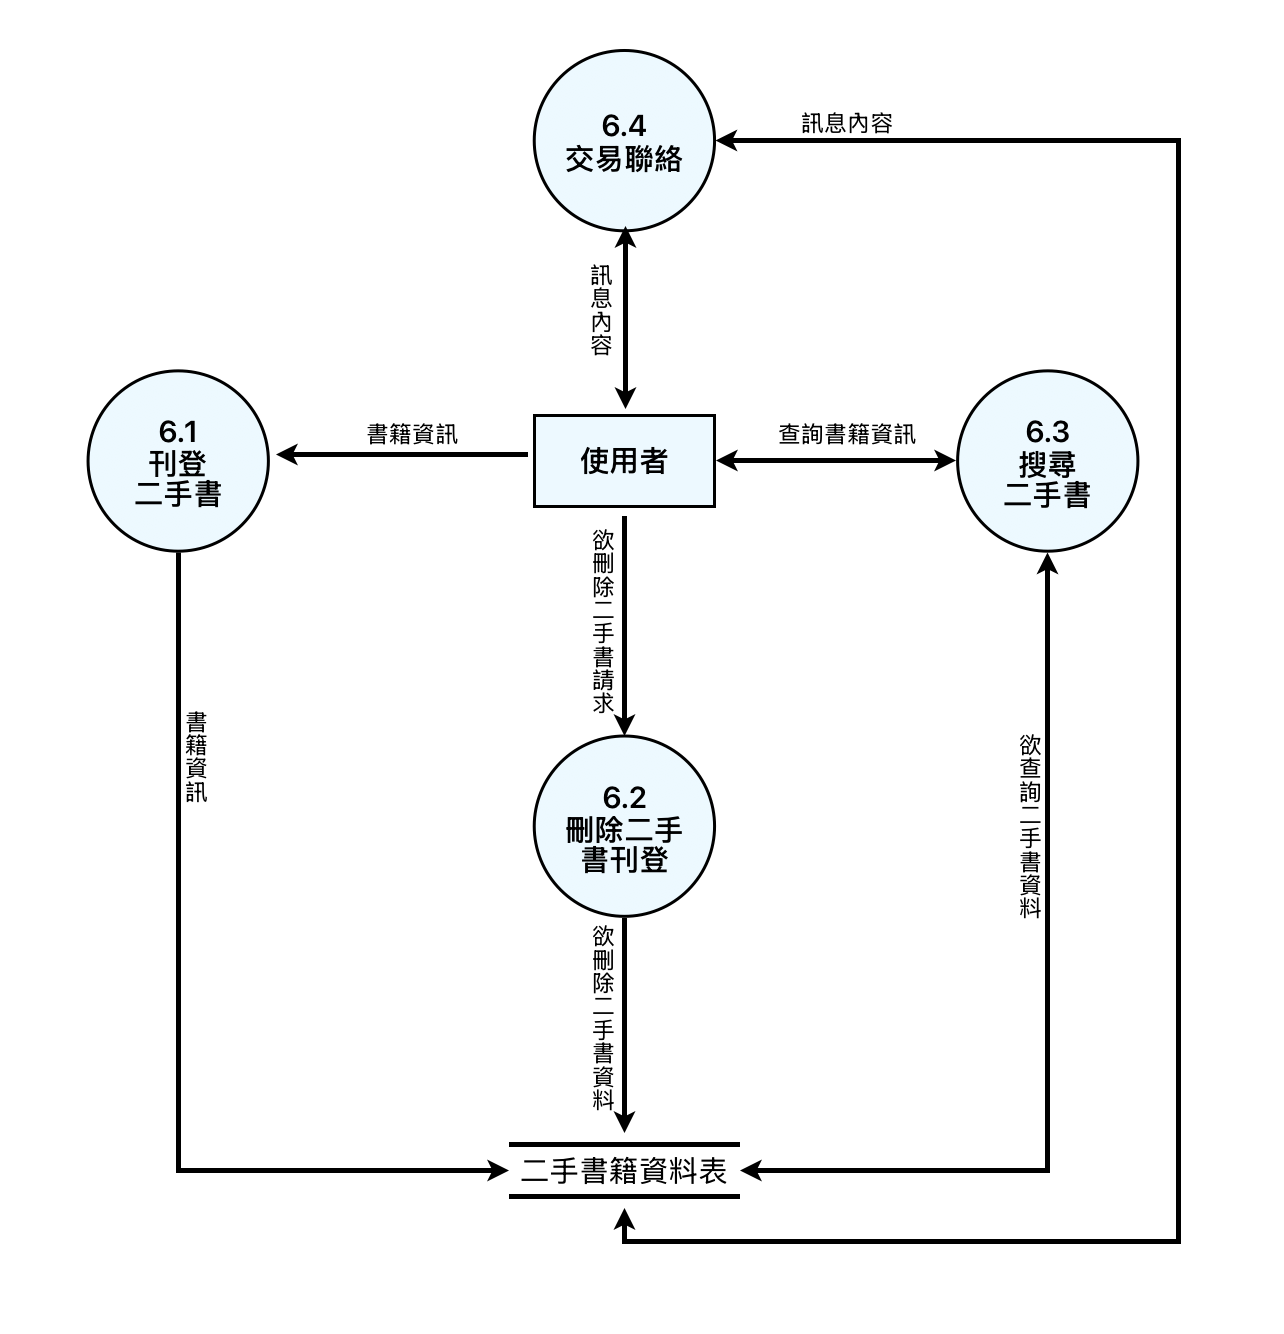 6.4
交易聯絡
訊息內容
訊息內容
6.1
刊登
二手書
書籍資訊
使用者
查詢書籍資訊
6.3
搜尋
二手書
欲刪除二手書請求
書籍資訊
6.2
刪除二手
書刊登
欲查詢二手書資料
欲刪除二手書資料
二手書籍資料表